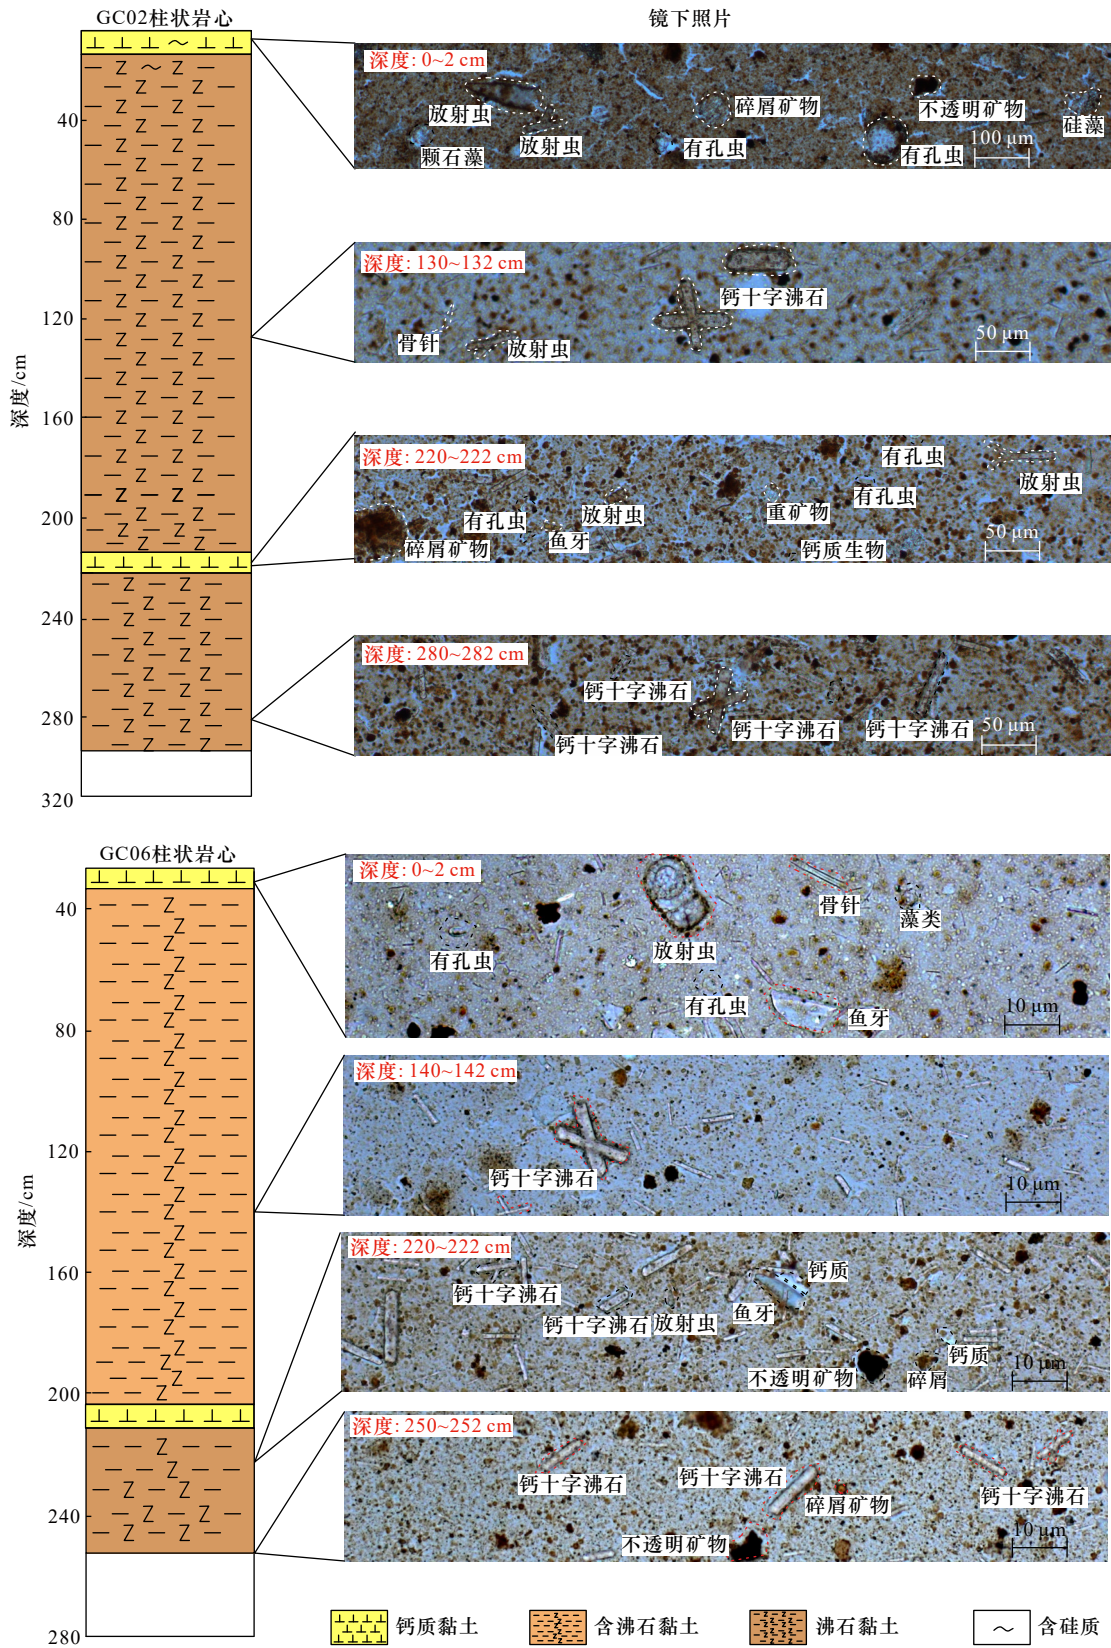 GC02柱状岩心
镜下照片
深度: 0~2 cm
放射虫
碎屑矿物
不透明矿物
硅藻
颗石藻
放射虫
有孔虫
有孔虫
100 μm
深度: 130~132 cm
钙十字沸石
骨针
放射虫
50 μm
深度: 220~222 cm
有孔虫
放射虫
有孔虫
放射虫
重矿物
有孔虫
碎屑矿物
鱼牙
钙质生物
50 μm
深度: 280~282 cm
钙十字沸石
钙十字沸石
钙十字沸石
钙十字沸石
50 μm
深度/cm
40
80
120
160
200
240
280
320
GC06柱状岩心
深度: 0~2 cm
骨针
藻类
放射虫
有孔虫
有孔虫
鱼牙
10 μm
深度: 140~142 cm
钙十字沸石
10 μm
深度: 220~222 cm
钙质
钙十字沸石
钙十字沸石
放射虫
鱼牙
钙质
不透明矿物
碎屑
10 μm
深度: 250~252 cm
钙十字沸石
钙十字沸石
碎屑矿物
钙十字沸石
不透明矿物
10 μm
深度/cm
40
80
120
160
200
240
280
钙质黏土
含沸石黏土
沸石黏土
含硅质